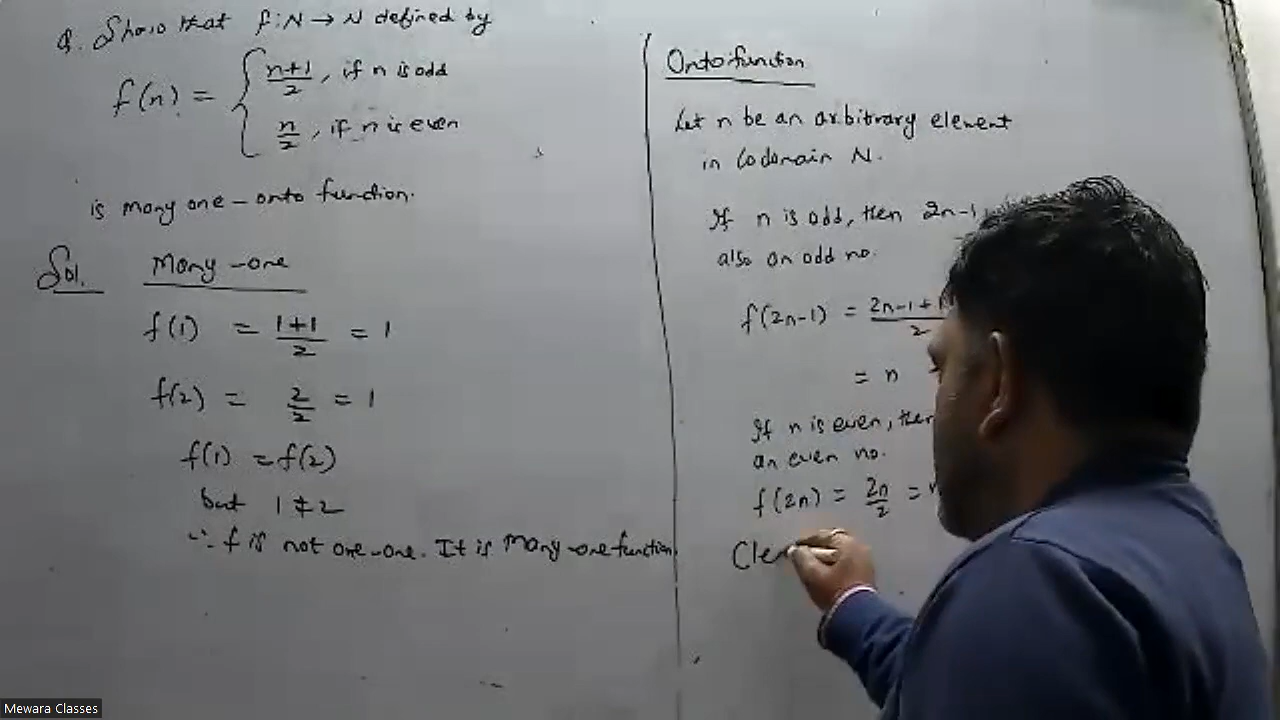 Q. Show that f:N → N defined by
f(n) = { n+1/2, if n is odd
n/2, if n is even
is many one - onto function.
Sol. Many-one
f(1) = 1+1/2 = 1
f(2) = 2/2 = 1
f(1) = f(2)
but 1 ≠ 2
∵ f is not one-one. It is Many-one function
Onto function
Let n be an arbitrary element
in Codomain N.
If n is odd, then 2n-1
also an odd no.
f(2n-1) = 2n-1+1/2
= n
If n is even, then
an even no.
f(2n) = 2n/2 =
Cle
Mewara Classes